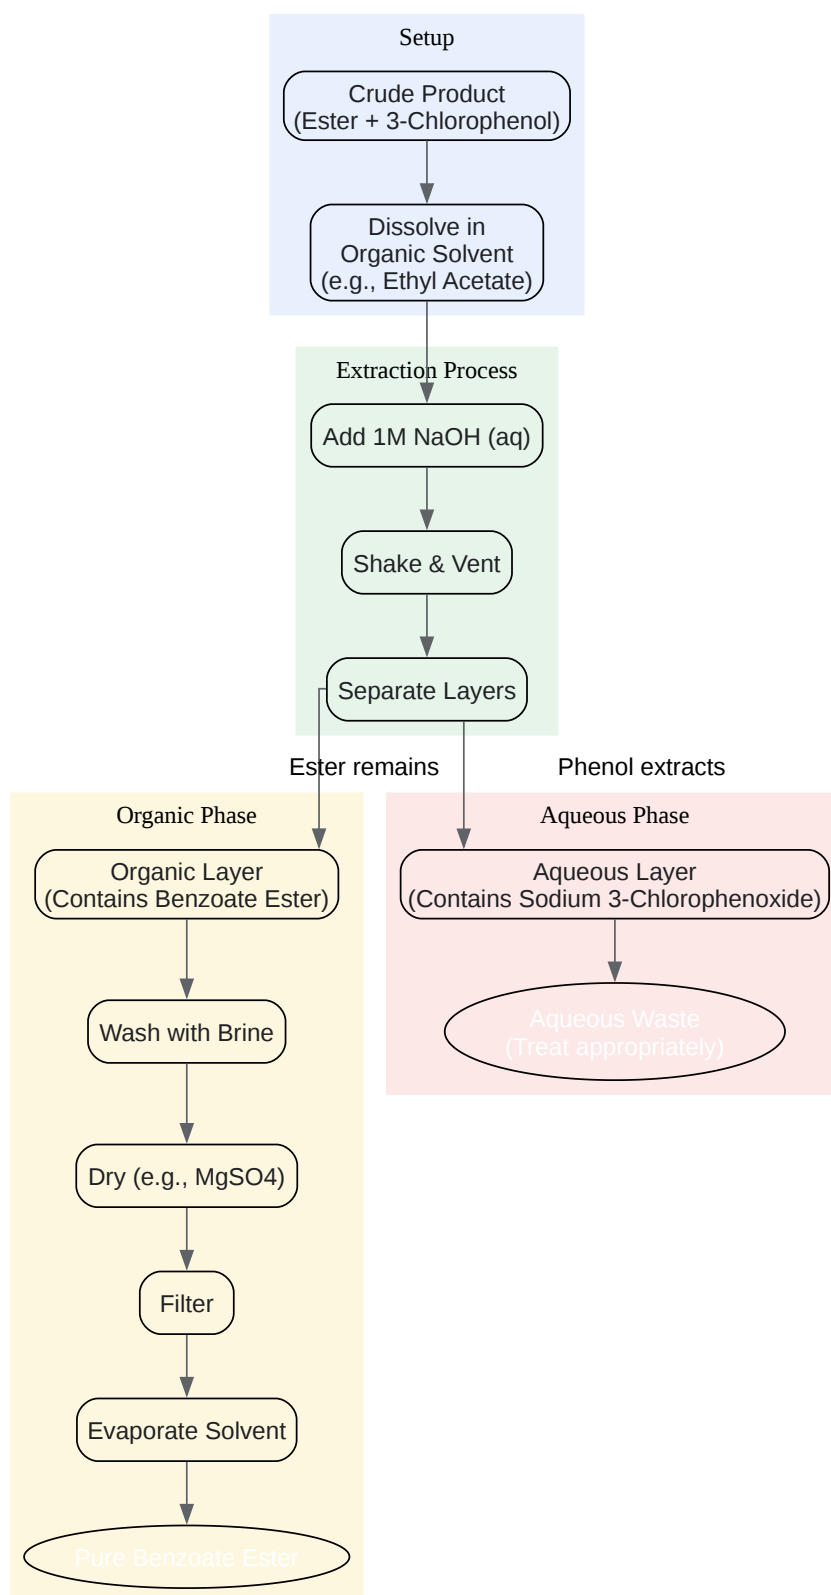 Setup
Crude Product
(Ester + 3-Chlorophenol)
Dissolve in
Organic Solvent
(e.g., Ethyl Acetate)
Extraction Process
Add 1M NaOH (aq)
Shake & Vent
Separate Layers
Ester remains
Phenol extracts
Organic Phase
Organic Layer
(Contains Benzoate Ester)
Wash with Brine
Dry (e.g., MgSO4)
Filter
Evaporate Solvent
Pure Benzoate Ester
Aqueous Phase
Aqueous Layer
(Contains Sodium 3-Chlorophenoxide)
Aqueous Waste
(Treat appropriately)